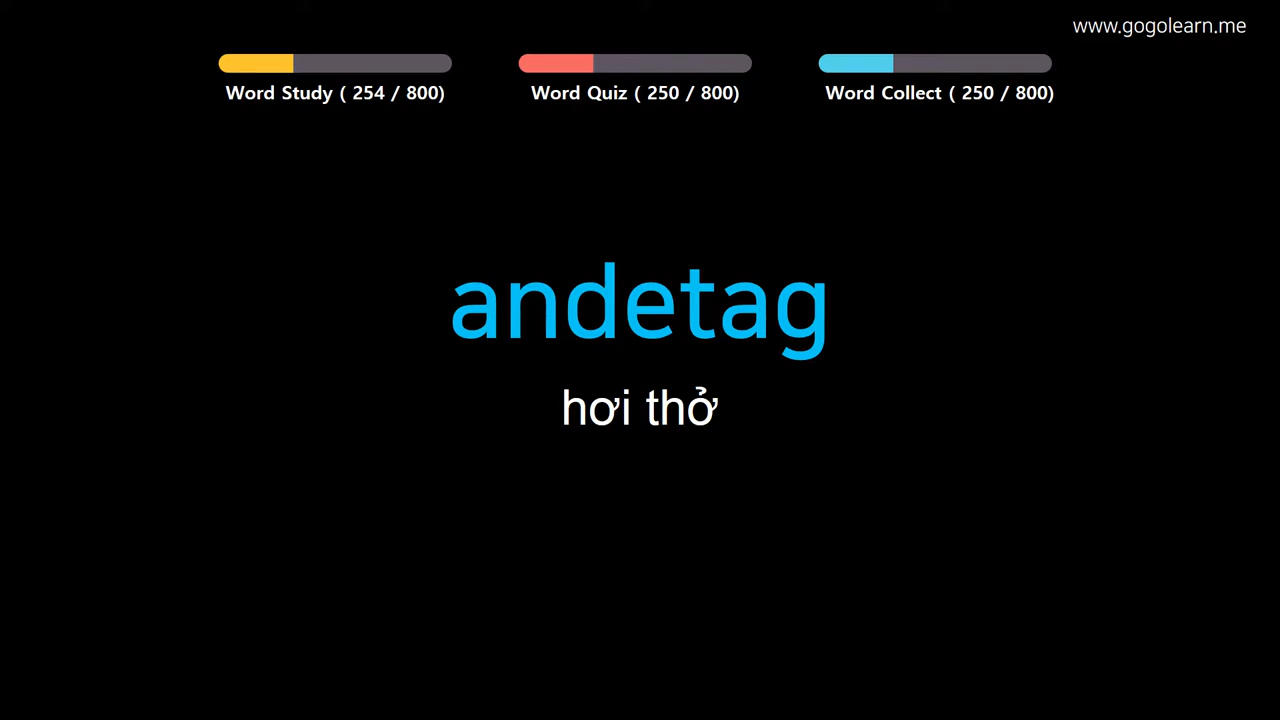 www.gogolearn.me
Word Study ( 254 / 800)
Word Quiz ( 250 / 800)
Word Collect ( 250 / 800)
andetag
hơi thở